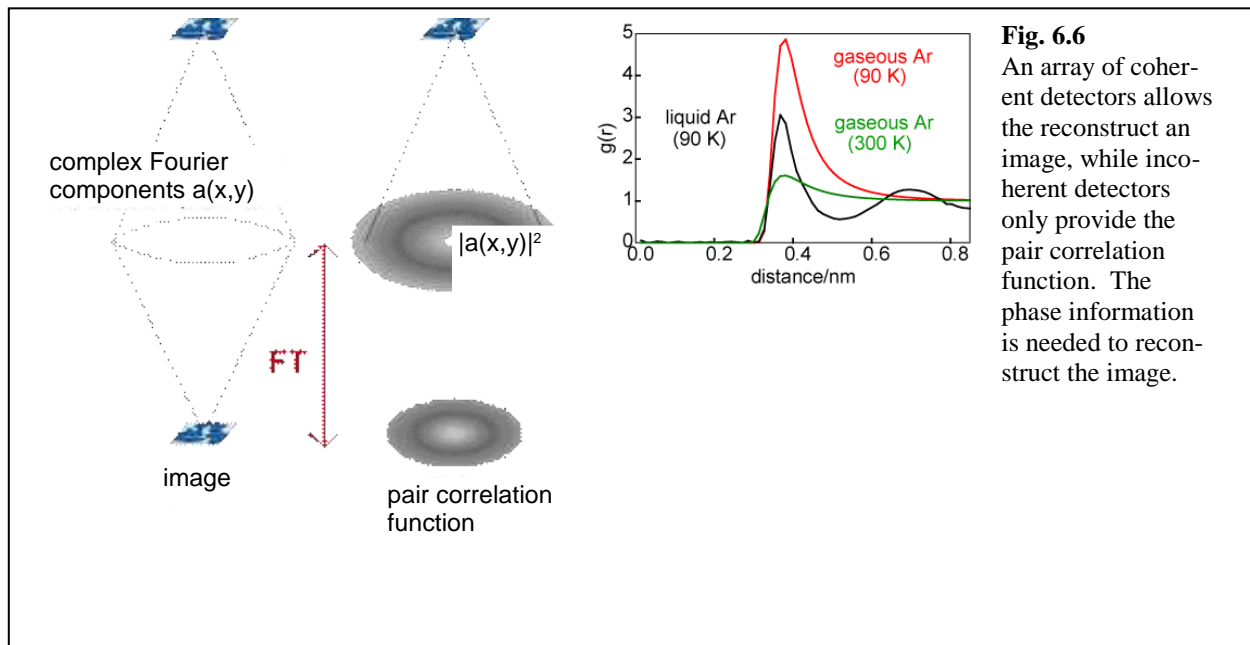 complex Fourier
components a(x,y)
|a(x,y)|²
FT
image
pair correlation
function
5
4
3
2
1
0
g(r)
gaseous Ar
(90 K)
liquid Ar
(90 K)
gaseous Ar
(300 K)
0.0 0.2 0.4 0.6 0.8
distance/nm
Fig. 6.6
An array of coher-
ent detectors allows
the reconstruct an
image, while inco-
herent detectors
only provide the
pair correlation
function. The
phase information
is needed to recon-
struct the image.